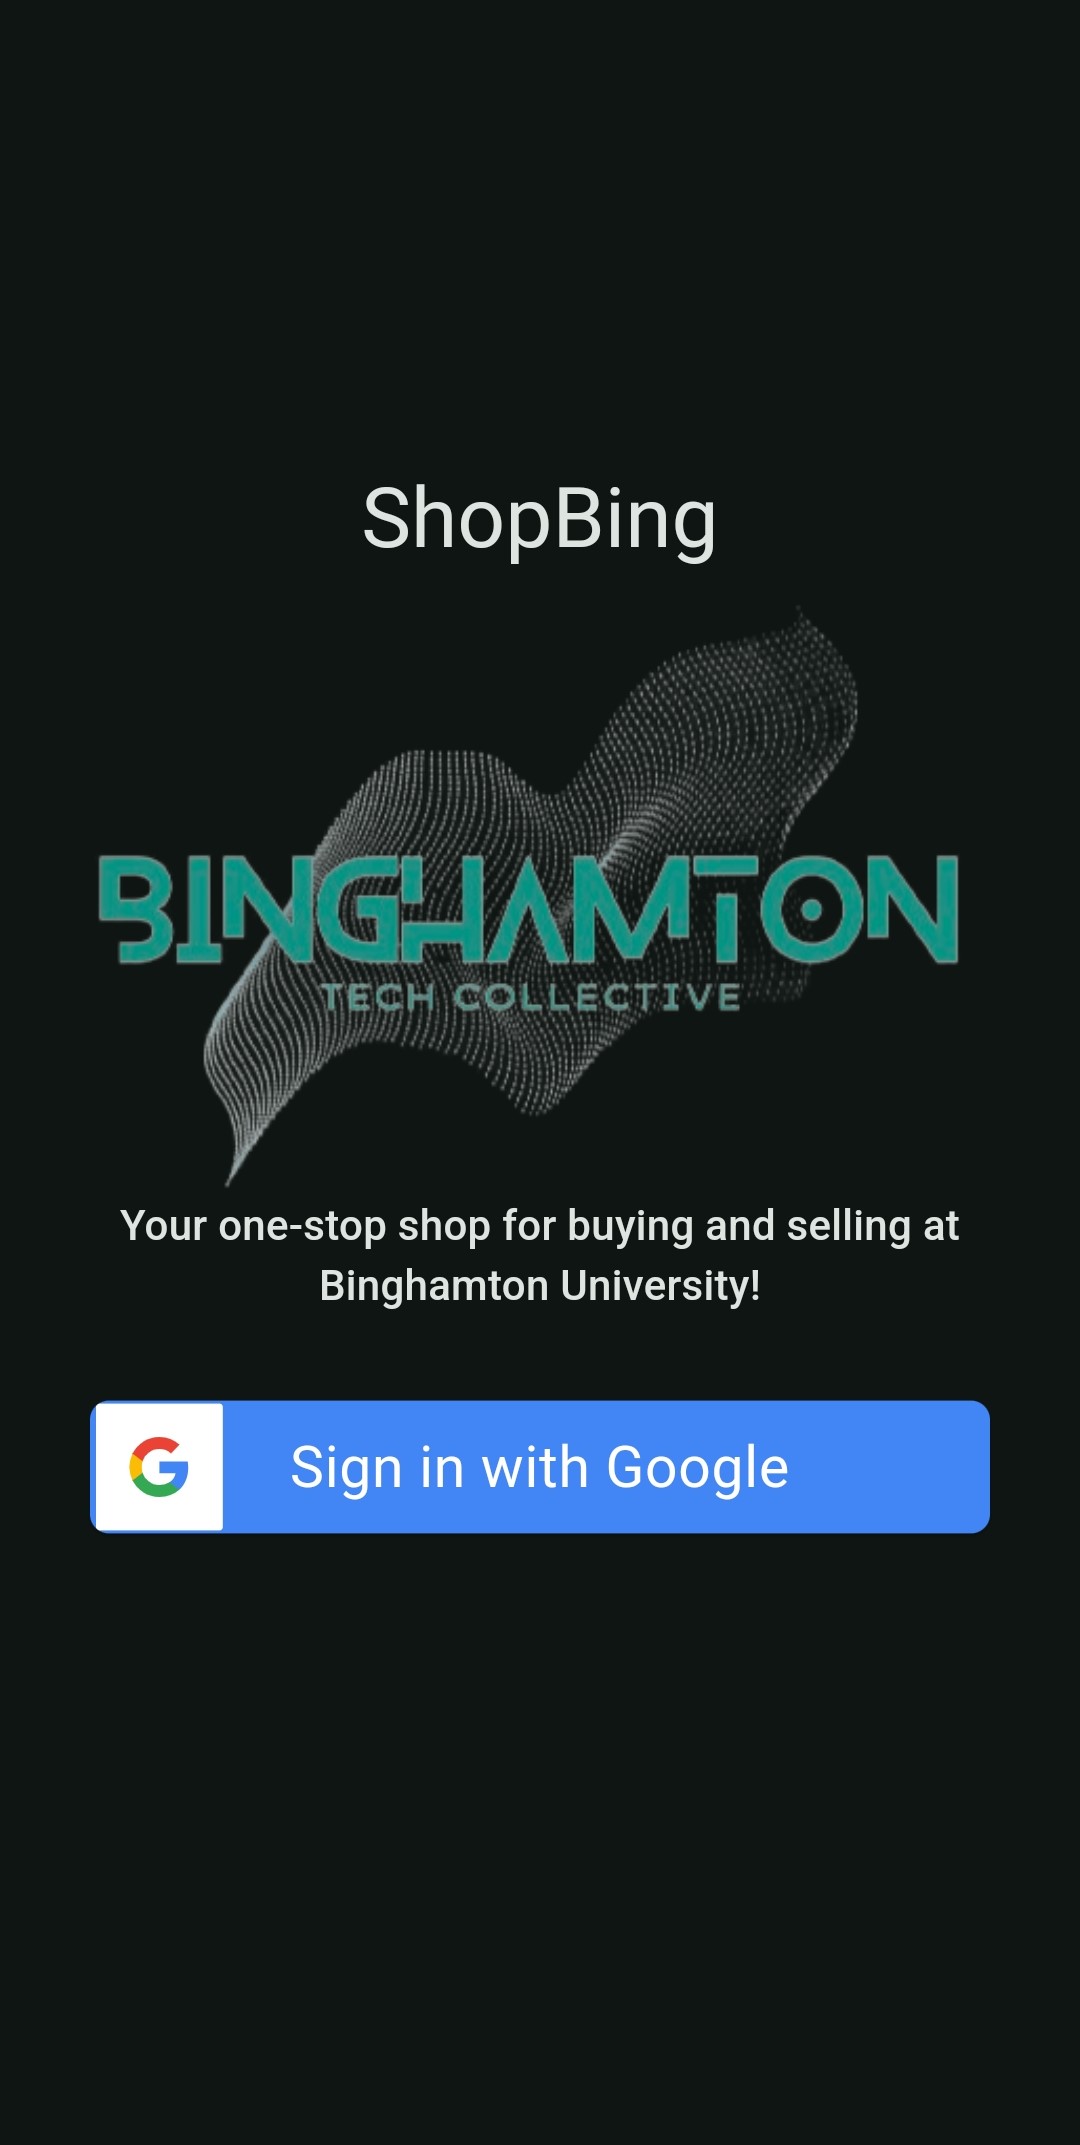 ShopBing
BINGHAMTON
TECH COLLECTIVE
Your one-stop shop for buying and selling at
Binghamton University!
Sign in with Google